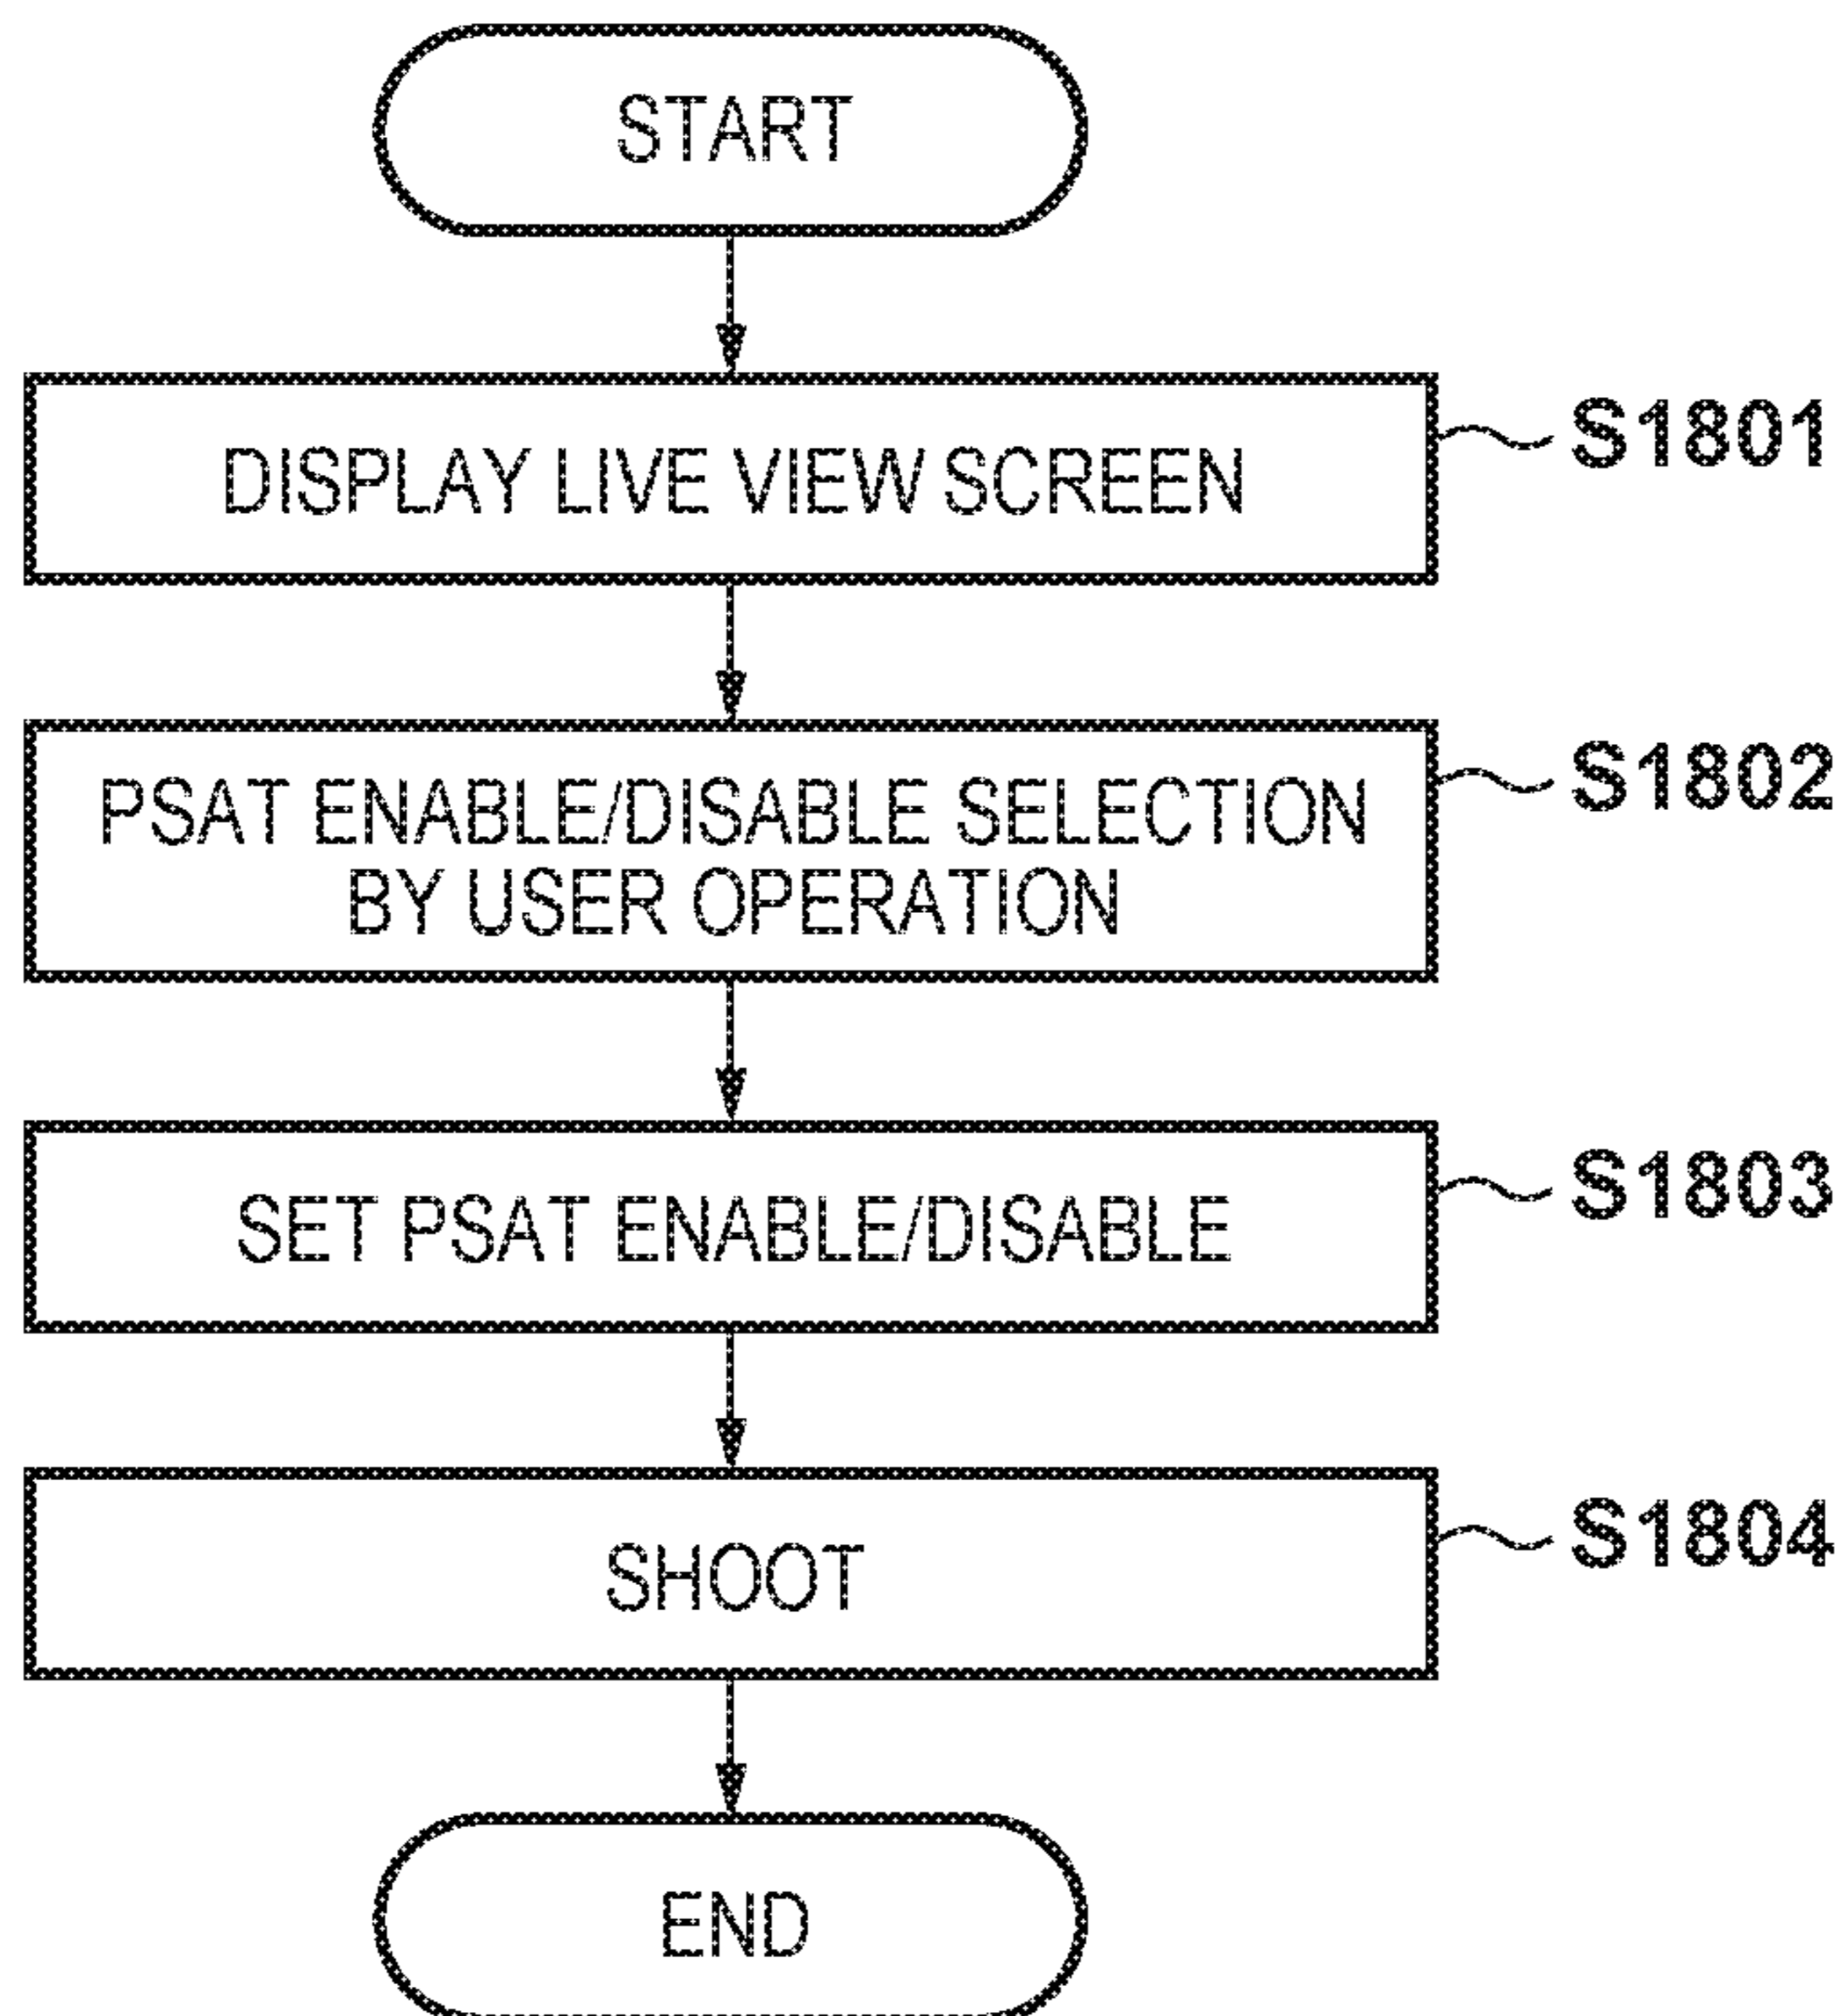 START
DISPLAY LIVE VIEW SCREEN
S1801
PSAT ENABLE/DISABLE SELECTION
BY USER OPERATION
S1802
SET PSAT ENABLE/DISABLE
S1803
SHOOT
S1804
END